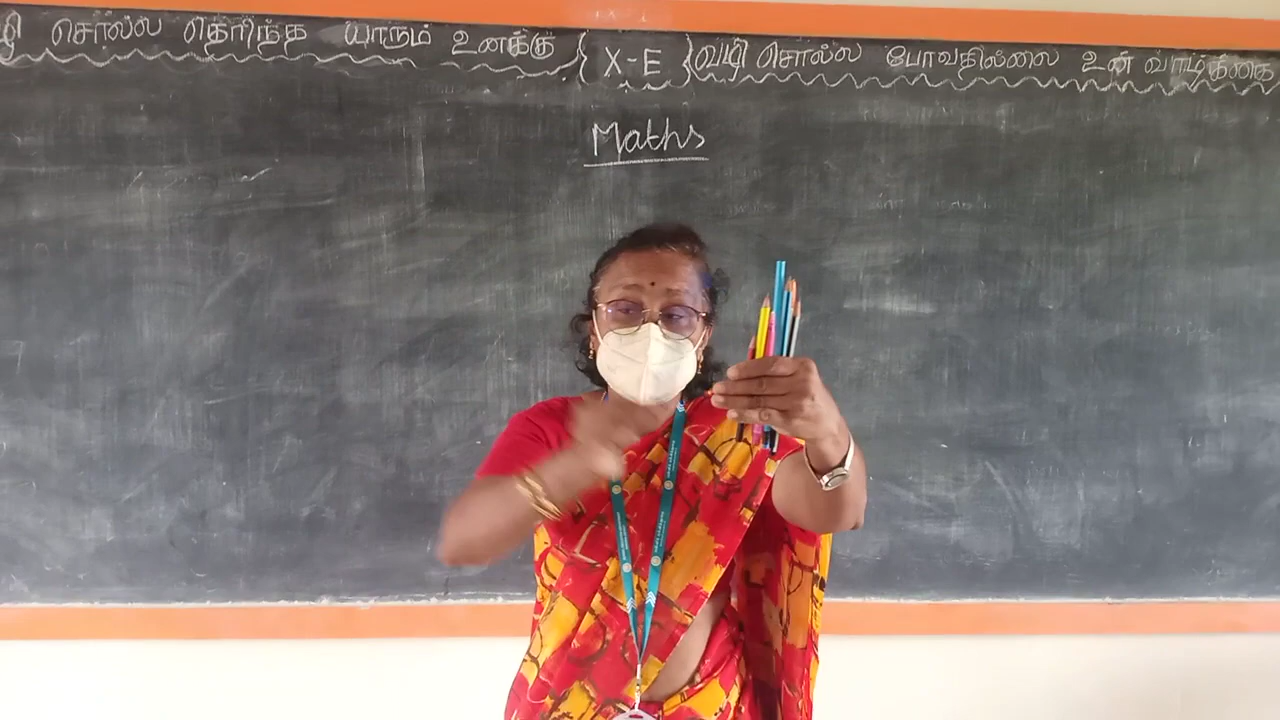 ழி சொல்ல தெரிந்த யாரும் உனக்கு { X-E } வழி சொல்ல போவதில்லை உன் வாழ்க்கை
Maths